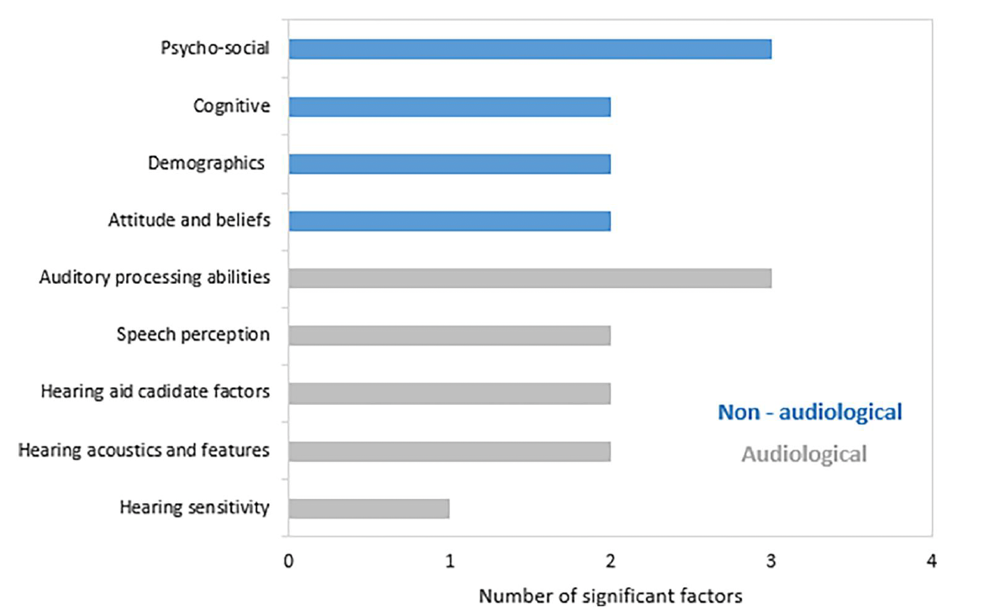 Psycho-social
Cognitive
Demographics
Attitude and beliefs
Auditory processing abilities
Speech perception
Hearing aid cadidate factors
Hearing acoustics and features
Hearing sensitivity
Non - audiological
Audiological
0 1 2 3 4
Number of significant factors